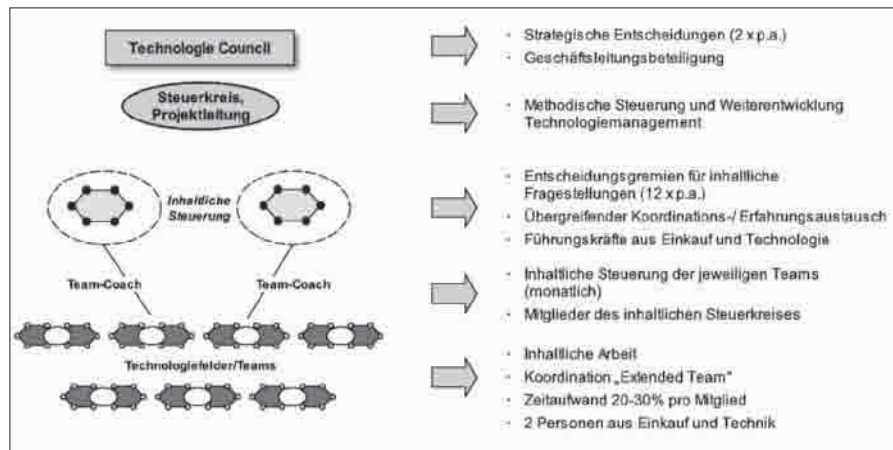 Technologie Council
Strategische Entscheidungen (2 x p.a.)
Geschäftsleitungsbeteiligung
Steuerkreis,
Projektleitung
Methodische Steuerung und Weiterentwicklung
Technologiemanagement
Inhaltliche
Steuerung
Entscheidungsgremien für inhaltliche
Fragestellungen (12 x p.a.)
Übergreifender Koordinations-/ Erfahrungsaustausch
Führungskräfte aus Einkauf und Technologie
Team-Coach
Team-Coach
Inhaltliche Steuerung der jeweiligen Teams
(monatlich)
Mitglieder des inhaltlichen Steuerkreises
Technologiefelder/Teams
Inhaltliche Arbeit
Koordination „Extended Team"
Zeitaufwand 20-30% pro Mitglied
2 Personen aus Einkauf und Technik